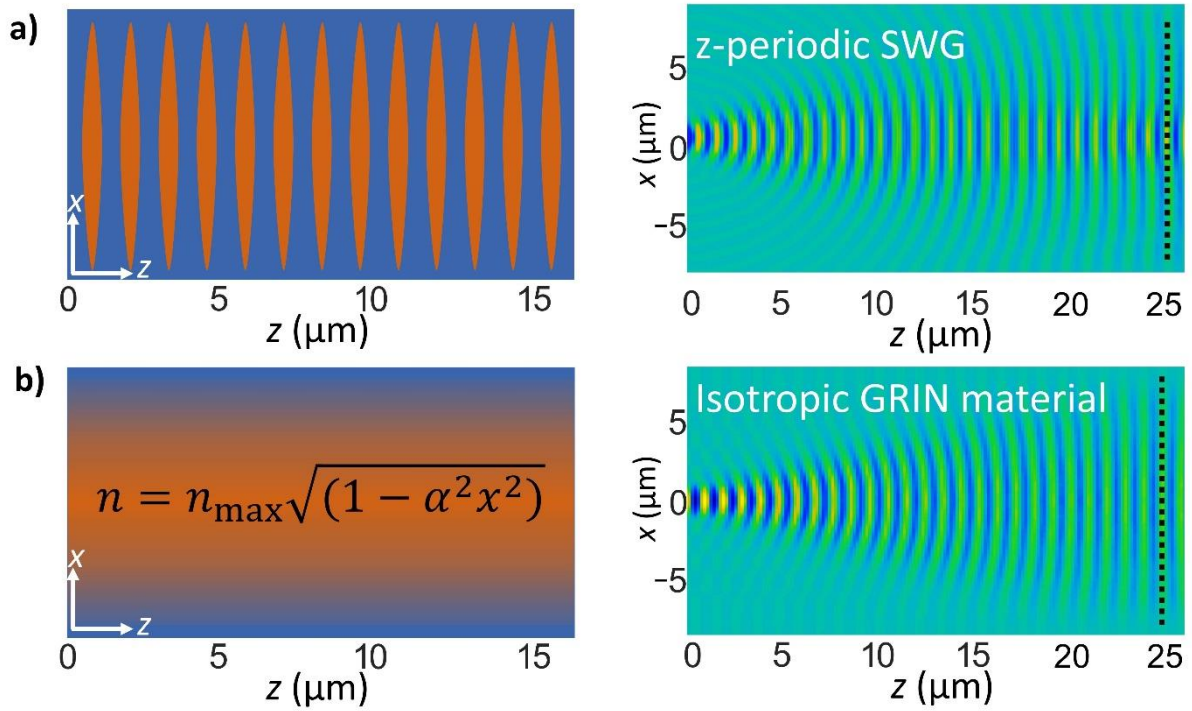 a)
x
z
0 5 10 15
z (μm)
z-periodic SWG
5
0
−5
x (μm)
0 5 10 15 20 25
z (μm)
b)
n = n_max√(1 − α²x²)
x
z
0 5 10 15
z (μm)
Isotropic GRIN material
5
0
−5
x (μm)
0 5 10 15 20 25
z (μm)